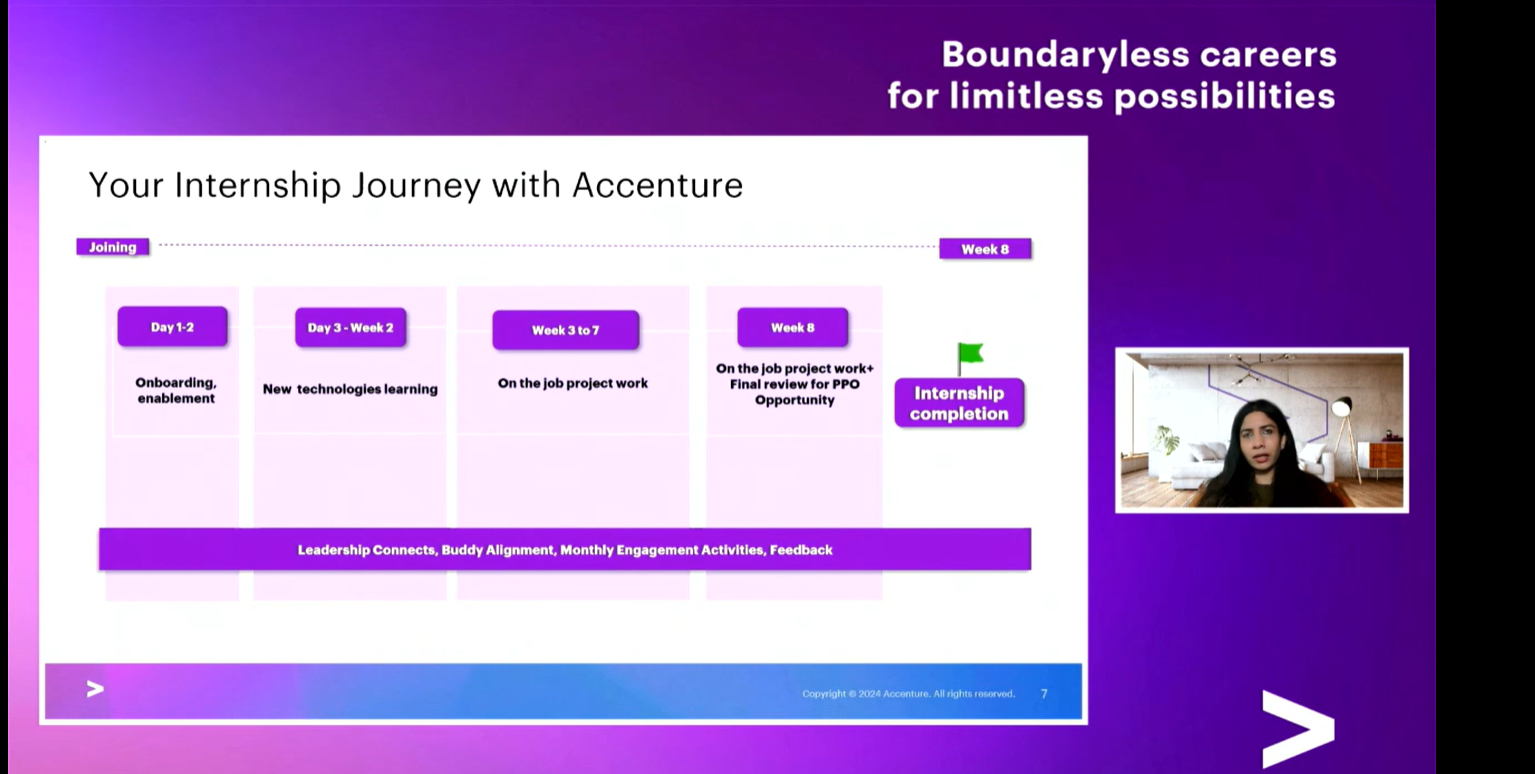 Boundaryless careers
for limitless possibilities
Your Internship Journey with Accenture
Joining
Week 8
Day 1-2
Day 3 - Week 2
Week 3 to 7
Week 8
Onboarding,
enablement
New technologies learning
On the job project work
On the job project work+
Final review for PPO
Opportunity
Internship
completion
Leadership Connects, Buddy Alignment, Monthly Engagement Activities, Feedback
Copyright © 2024 Accenture. All rights reserved.
7